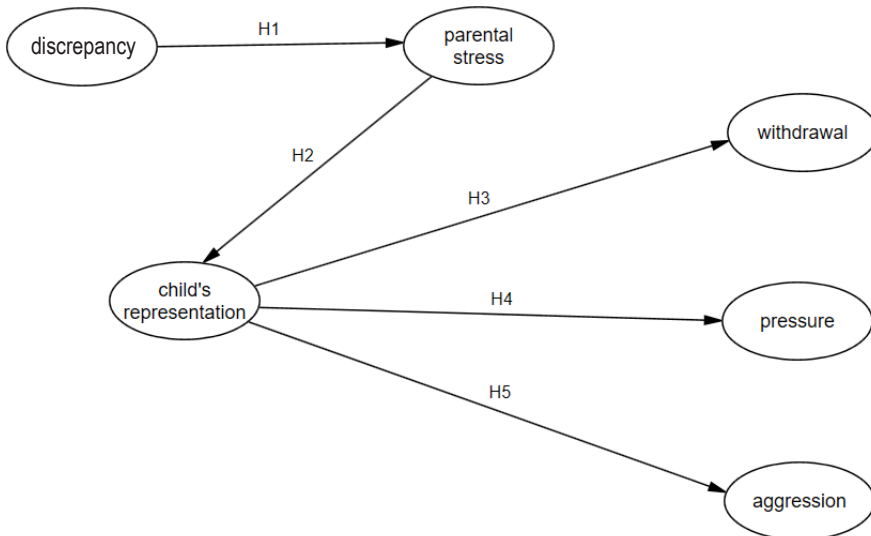 discrepancy
H1
parental
stress
withdrawal
H2
H3
child's
representation
H4
pressure
H5
aggression